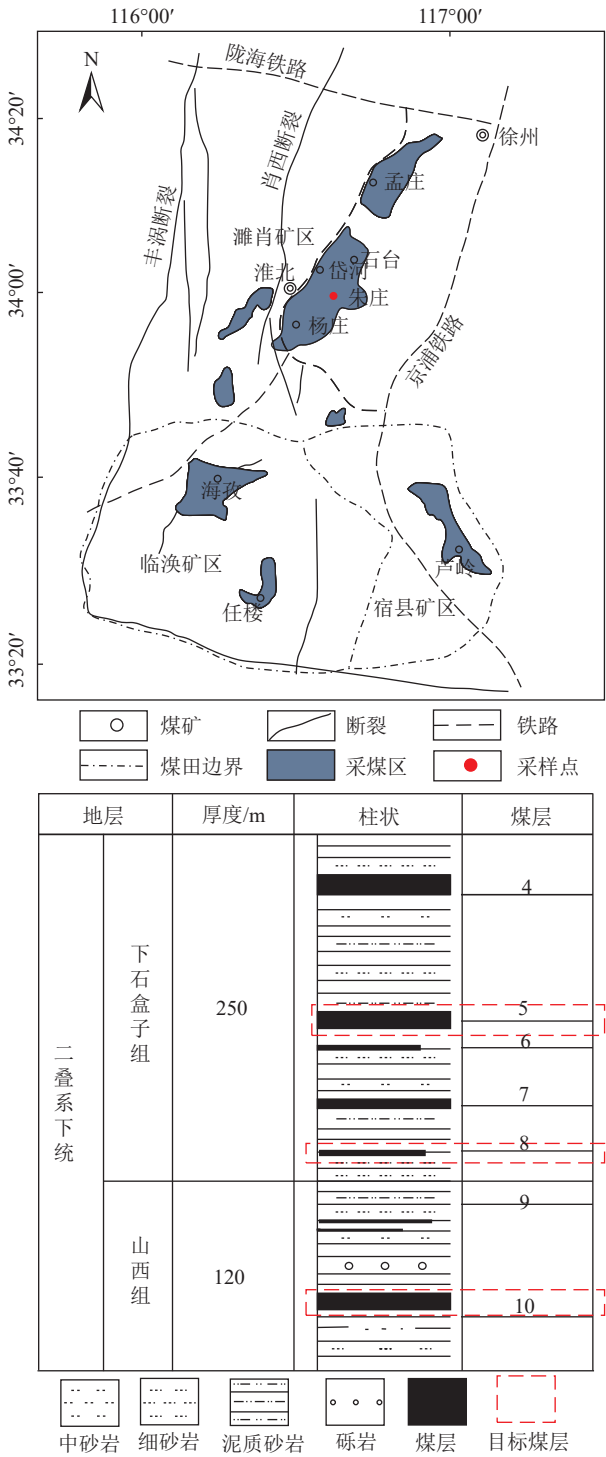 116°00′ 117°00′
34°20′
34°00′
33°40′
33°20′
N
陇海铁路
徐州
肖西断裂
孟庄
丰涡断裂
濉肖矿区
石台
淮北
岱河
朱庄
杨庄
京浦铁路
海孜
临涣矿区
芦岭
任楼
宿县矿区
煤矿 断裂 铁路
煤田边界 采煤区 采样点
地层 厚度/m 柱状 煤层
二叠系下统
下石盒子组
250
4
5
6
7
8
山西组
120
9
10
中砂岩 细砂岩 泥质砂岩 砾岩 煤层 目标煤层